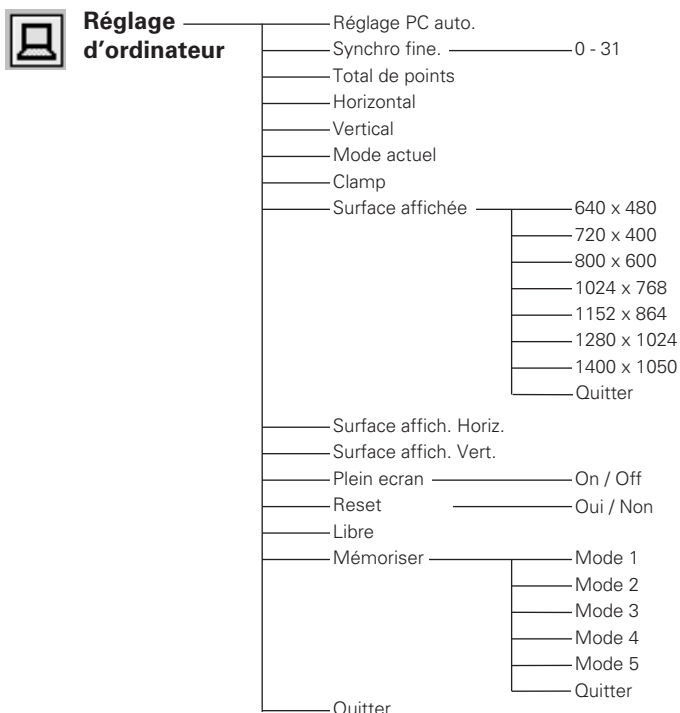 Réglage
d'ordinateur
Réglage PC auto.
Synchro fine. 0 - 31
Total de points
Horizontal
Vertical
Mode actuel
Clamp
Surface affichée 640 x 480
720 x 400
800 x 600
1024 x 768
1152 x 864
1280 x 1024
1400 x 1050
Quitter
Surface affich. Horiz.
Surface affich. Vert.
Plein ecran On / Off
Reset Oui / Non
Libre
Mémoriser Mode 1
Mode 2
Mode 3
Mode 4
Mode 5
Quitter
Quitter